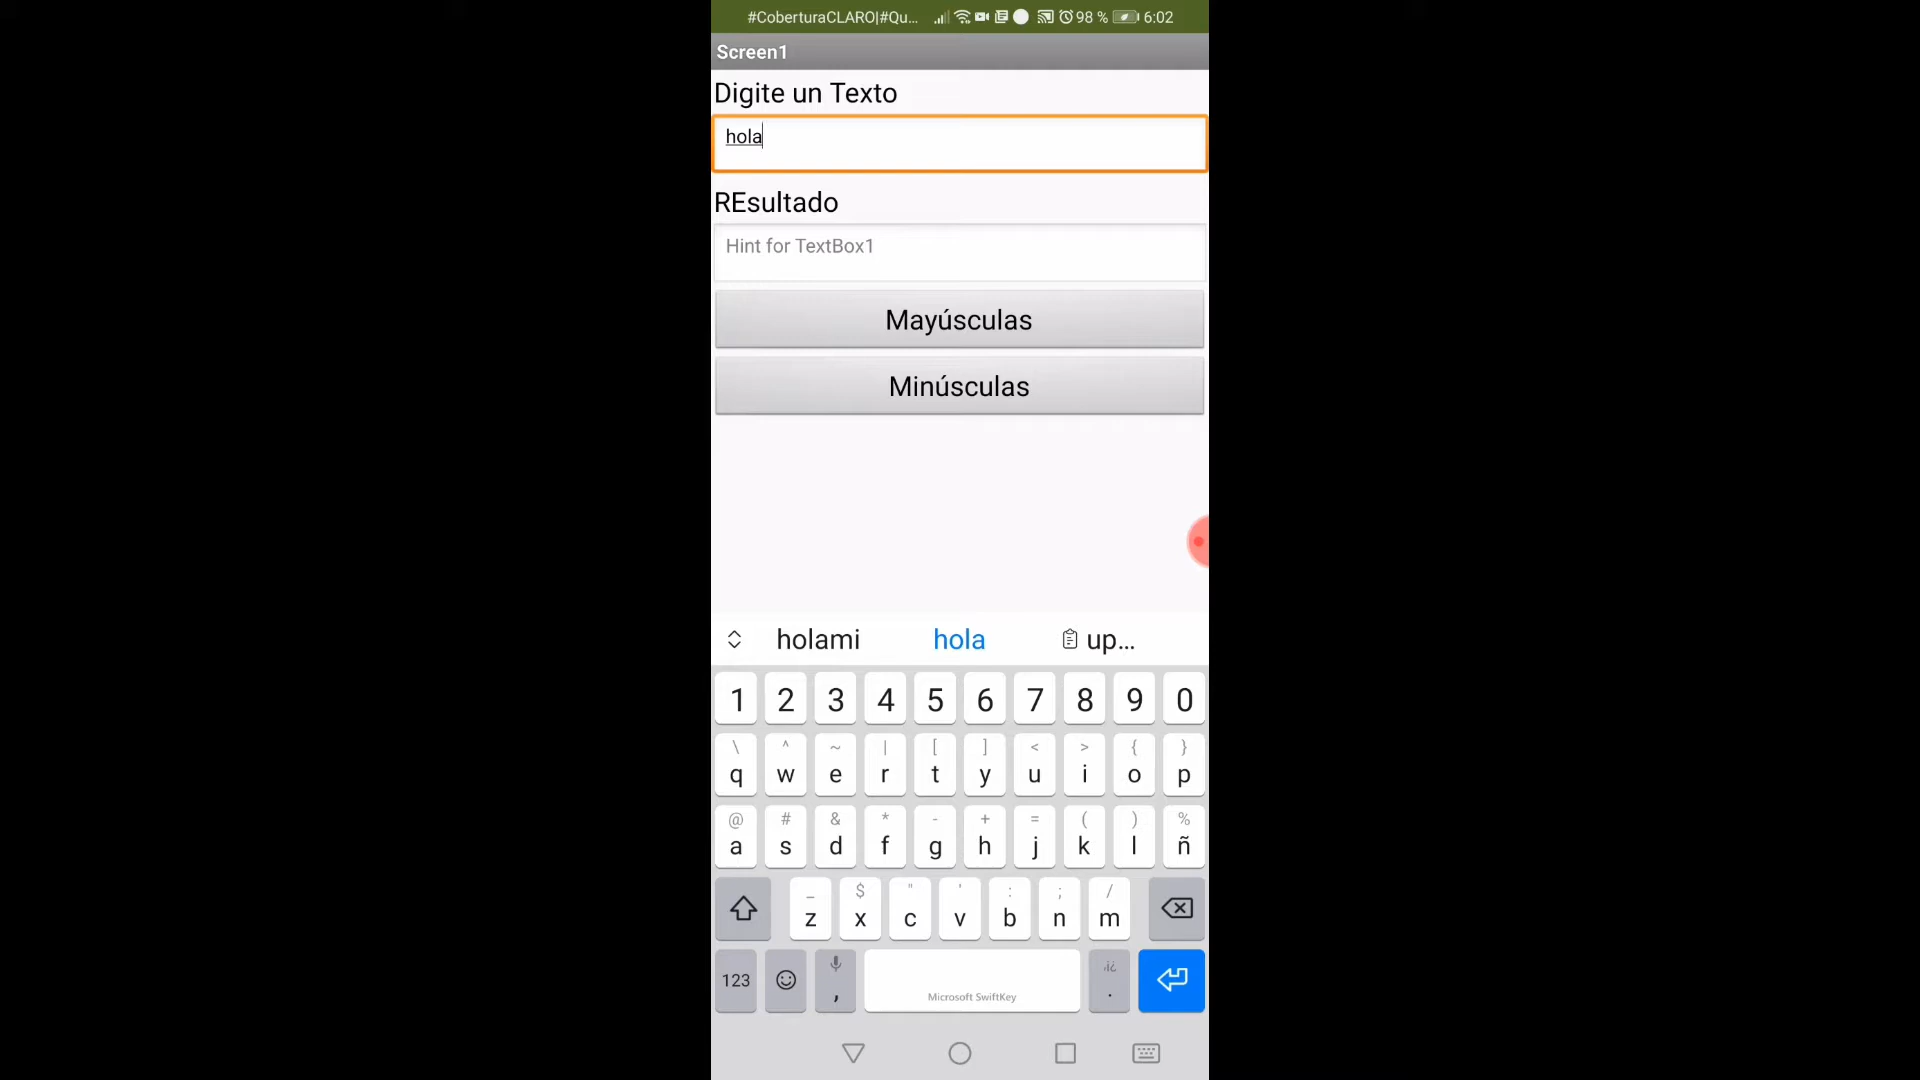 #CoberturaCLARO|#Qu... 98 % 6:02
Screen1
Digite un Texto
hola
REsultado
Hint for TextBox1
Mayúsculas
Minúsculas
holami hola up...
1 2 3 4 5 6 7 8 9 0
\ ^ ~ | [ ] < > { }
q w e r t y u i o p
@ # & * - + = ( ) %
a s d f g h j k l ñ
_ $ " ' : ; /
z x c v b n m
¡¿
123 , .
Microsoft SwiftKey